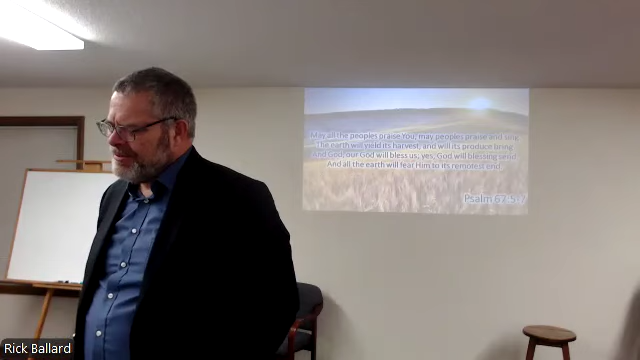 May all the peoples praise You; may peoples praise and sing
The earth will yield its harvest, and will its produce bring
And God, our God will bless us; yes, God will blessing send
And all the earth will fear Him to its remotest end.
Psalm 67:5-7
Rick Ballard